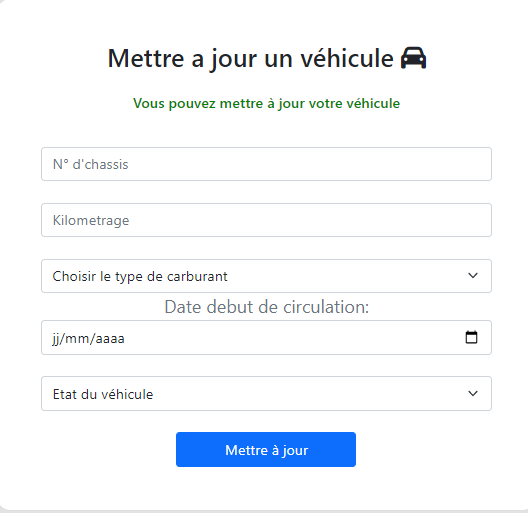 Mettre a jour un véhicule
Vous pouvez mettre à jour votre véhicule
N° d'chassis
Kilometrage
Choisir le type de carburant
Date debut de circulation:
jj/mm/aaaa
Etat du véhicule
Mettre à jour